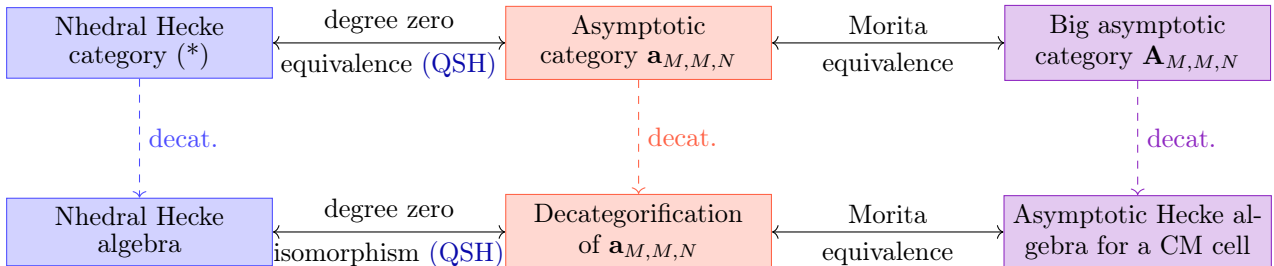 Nhedral Hecke
category (*)
degree zero
equivalence (QSH)
Asymptotic
category a_{M,M,N}
Morita
equivalence
Big asymptotic
category A_{M,M,N}
decat.
decat.
decat.
Nhedral Hecke
algebra
degree zero
isomorphism (QSH)
Decategorification
of a_{M,M,N}
Morita
equivalence
Asymptotic Hecke al-
gebra for a CM cell